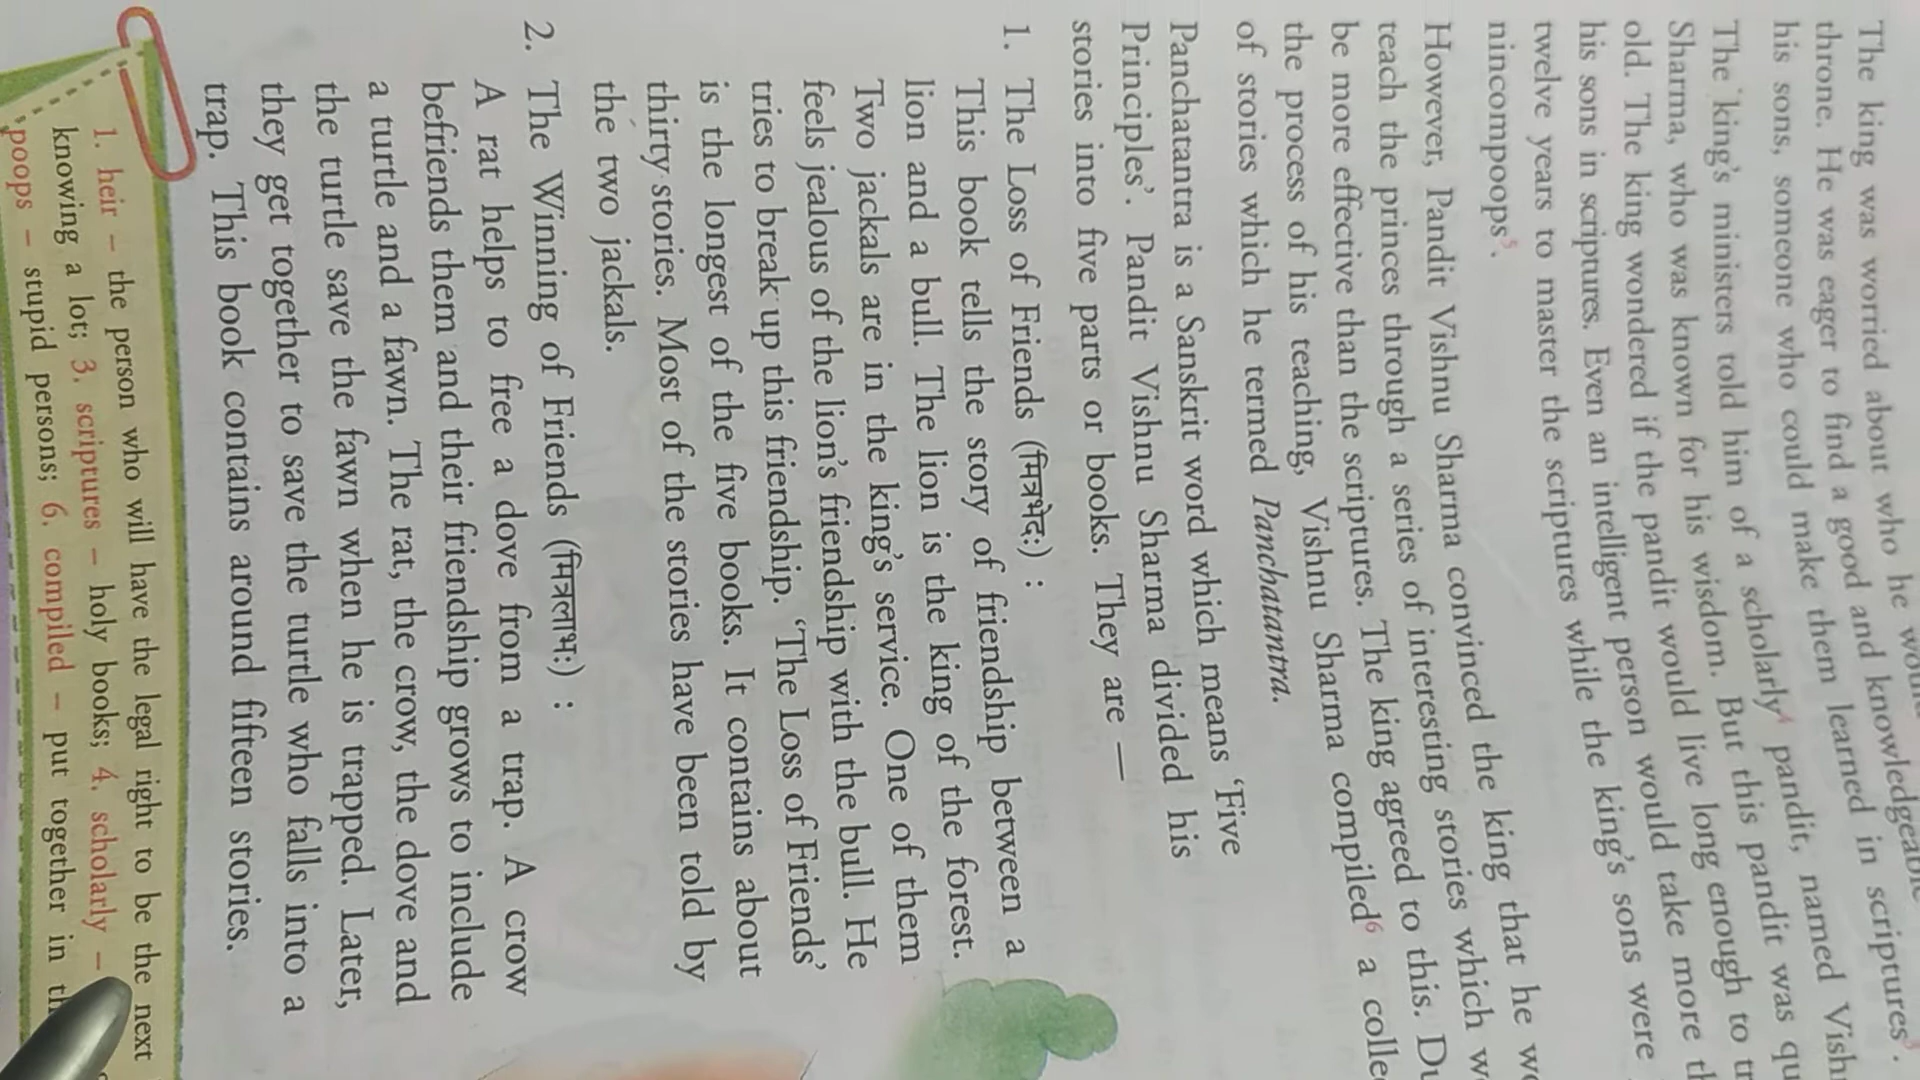 The king was worried about who he would
throne. He was eager to find a good and knowledgeable
his sons, someone who could make them learned in scriptures³.
The king's ministers told him of a scholarly⁴ pandit, named
Sharma, who was known for his wisdom. But this pandit was
old. The king wondered if the pandit would live long enough to
his sons in scriptures. Even an intelligent person would take more
twelve years to master the scriptures while the king's sons were
nincompoops⁵.
However, Pandit Vishnu Sharma convinced the king that he
teach the princes through a series of interesting stories which
be more effective than the scriptures. The king agreed to this.
the process of his teaching, Vishnu Sharma compiled⁶ a
of stories which he termed Panchatantra.
Panchatantra is a Sanskrit word which means 'Five
Principles'. Pandit Vishnu Sharma divided his
stories into five parts or books. They are —
1. The Loss of Friends (मित्रभेद:) :
This book tells the story of friendship between a
lion and a bull. The lion is the king of the forest.
Two jackals are in the king's service. One of them
feels jealous of the lion's friendship with the bull. He
tries to break up this friendship. 'The Loss of Friends'
is the longest of the five books. It contains about
thirty stories. Most of the stories have been told by
the two jackals.
2. The Winning of Friends (मित्रलाभ:) :
A rat helps to free a dove from a trap. A crow
befriends them and their friendship grows to include
a turtle and a fawn. The rat, the crow, the dove and
the turtle save the fawn when he is trapped. Later,
they get together to save the turtle who falls into a
trap. This book contains around fifteen stories.
1. heir – the person who will have the legal right to be the next
knowing a lot; 3. scriptures – holy books; 4. scholarly –
poops – stupid persons; 6. compiled – put together in